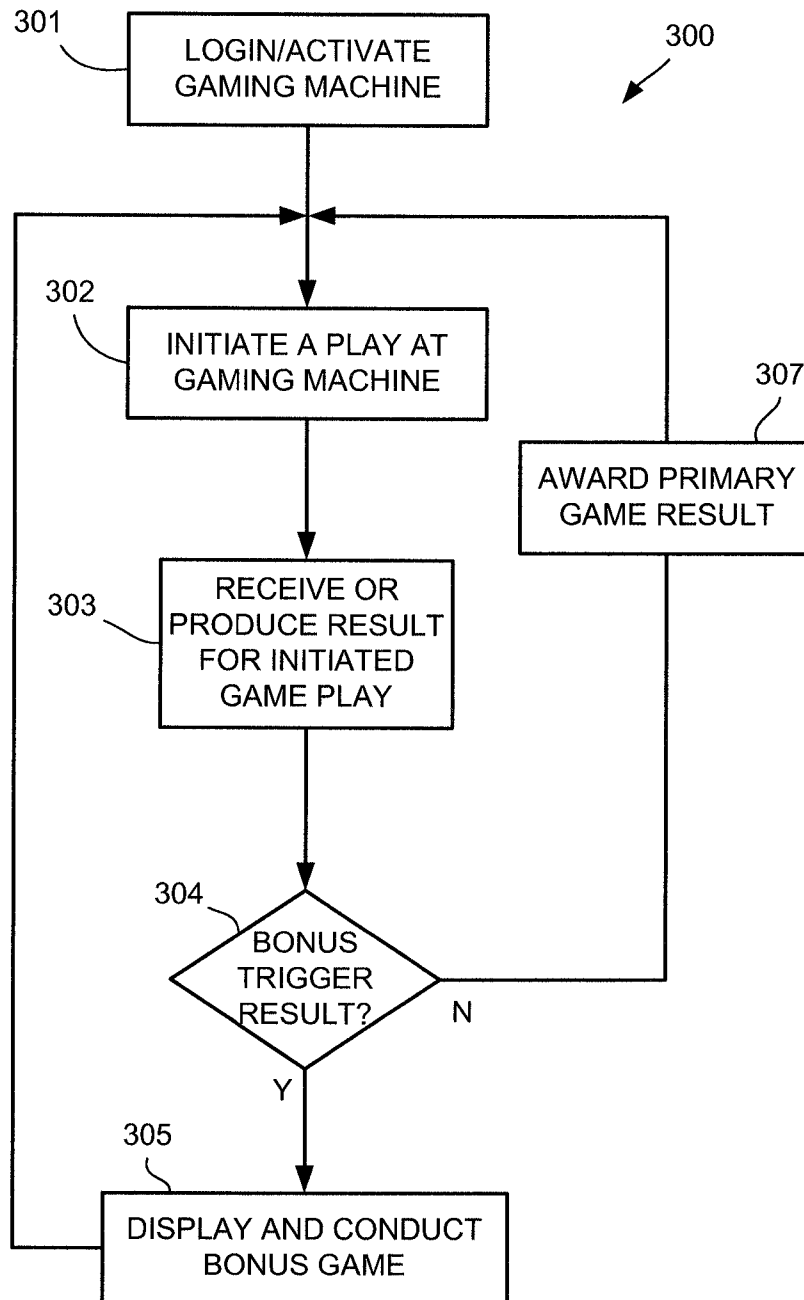 301
LOGIN/ACTIVATE
GAMING MACHINE
300
302
INITIATE A PLAY AT
GAMING MACHINE
307
AWARD PRIMARY
GAME RESULT
303
RECEIVE OR
PRODUCE RESULT
FOR INITIATED
GAME PLAY
304
BONUS
TRIGGER
RESULT?
N
Y
305
DISPLAY AND CONDUCT
BONUS GAME